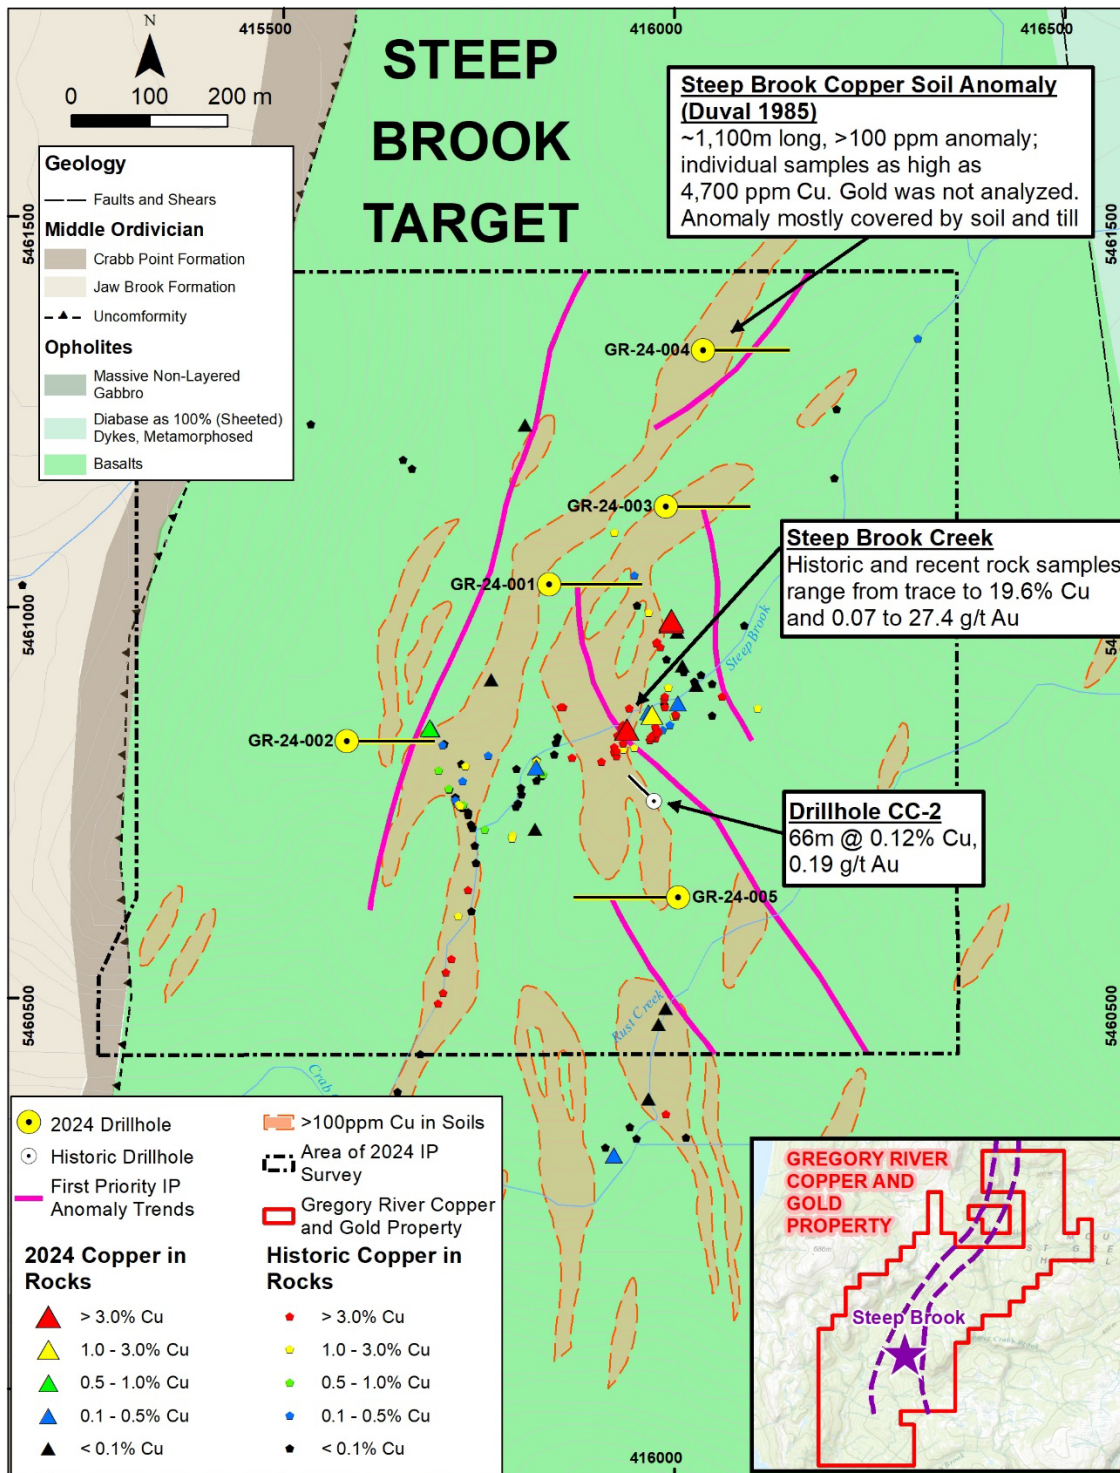 415500
416000
416500
N
0 100 200 m
STEEP
BROOK
TARGET
Steep Brook Copper Soil Anomaly
(Duval 1985)
~1,100m long, >100 ppm anomaly;
individual samples as high as
4,700 ppm Cu. Gold was not analyzed.
Anomaly mostly covered by soil and till
Geology
Faults and Shears
Middle Ordivician
Crabb Point Formation
Jaw Brook Formation
Uncomformity
Opholites
Massive Non-Layered
Gabbro
Diabase as 100% (Sheeted)
Dykes, Metamorphosed
Basalts
5461500
5461500
GR-24-004
GR-24-003
GR-24-001
Steep Brook Creek
Historic and recent rock samples
range from trace to 19.6% Cu
and 0.07 to 27.4 g/t Au
5461000
Steep Brook
GR-24-002
Drillhole CC-2
66m @ 0.12% Cu,
0.19 g/t Au
GR-24-005
5460500
5460500
Rust Creek
Crab
2024 Drillhole
Historic Drillhole
First Priority IP
Anomaly Trends
>100ppm Cu in Soils
Area of 2024 IP
Survey
Gregory River Copper
and Gold Property
2024 Copper in
Rocks
> 3.0% Cu
1.0 - 3.0% Cu
0.5 - 1.0% Cu
0.1 - 0.5% Cu
< 0.1% Cu
Historic Copper in
Rocks
> 3.0% Cu
1.0 - 3.0% Cu
0.5 - 1.0% Cu
0.1 - 0.5% Cu
< 0.1% Cu
GREGORY RIVER
COPPER AND
GOLD
PROPERTY
686m
Steep Brook
416000